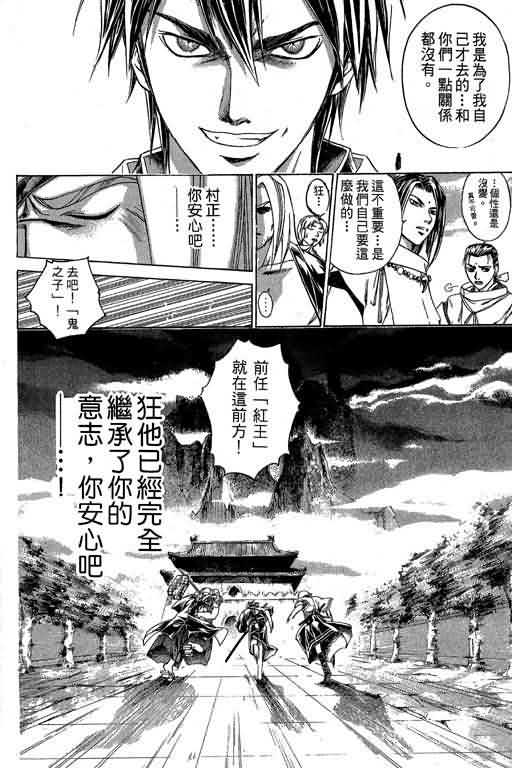 我是為了我自
己才去的…和
你們一點關係
都沒有。
…個性還是
沒變。
真不可愛。
這不重要…是
我們自己要這
麼做的…
狂…
…
村正…
…你安心吧
去吧！「鬼
之子」！
前任「紅王」
就在這前方！
狂他已經完全
繼承了你的
意志，你安心吧
……！